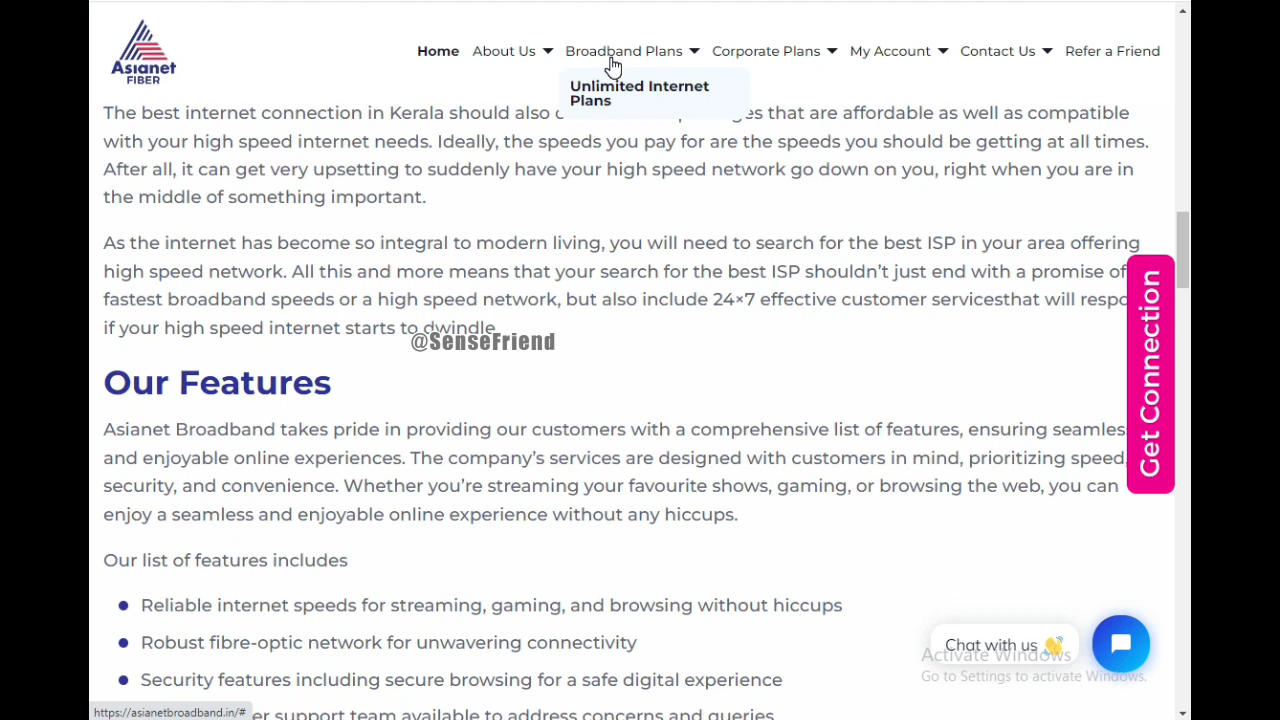 Asianet
FIBER
Home About Us Broadband Plans Corporate Plans My Account Contact Us Refer a Friend
Unlimited Internet
Plans
The best internet connection in Kerala should also that are affordable as well as compatible
with your high speed internet needs. Ideally, the speeds you pay for are the speeds you should be getting at all times.
After all, it can get very upsetting to suddenly have your high speed network go down on you, right when you are in
the middle of something important.
As the internet has become so integral to modern living, you will need to search for the best ISP in your area offering
high speed network. All this and more means that your search for the best ISP shouldn't just end with a promise of
fastest broadband speeds or a high speed network, but also include 24×7 effective customer servicesthat will respo
if your high speed internet starts to dwindle.
@SenseFriend
Our Features
Asianet Broadband takes pride in providing our customers with a comprehensive list of features, ensuring seamless
and enjoyable online experiences. The company's services are designed with customers in mind, prioritizing speed,
security, and convenience. Whether you're streaming your favourite shows, gaming, or browsing the web, you can
enjoy a seamless and enjoyable online experience without any hiccups.
Our list of features includes
Reliable internet speeds for streaming, gaming, and browsing without hiccups
Robust fibre-optic network for unwavering connectivity
Security features including secure browsing for a safe digital experience
support team available to address concerns and queries
Get Connection
Chat with us 👋
Activate Windows
Go to Settings to activate Windows.
https://asianetbroadband.in/#